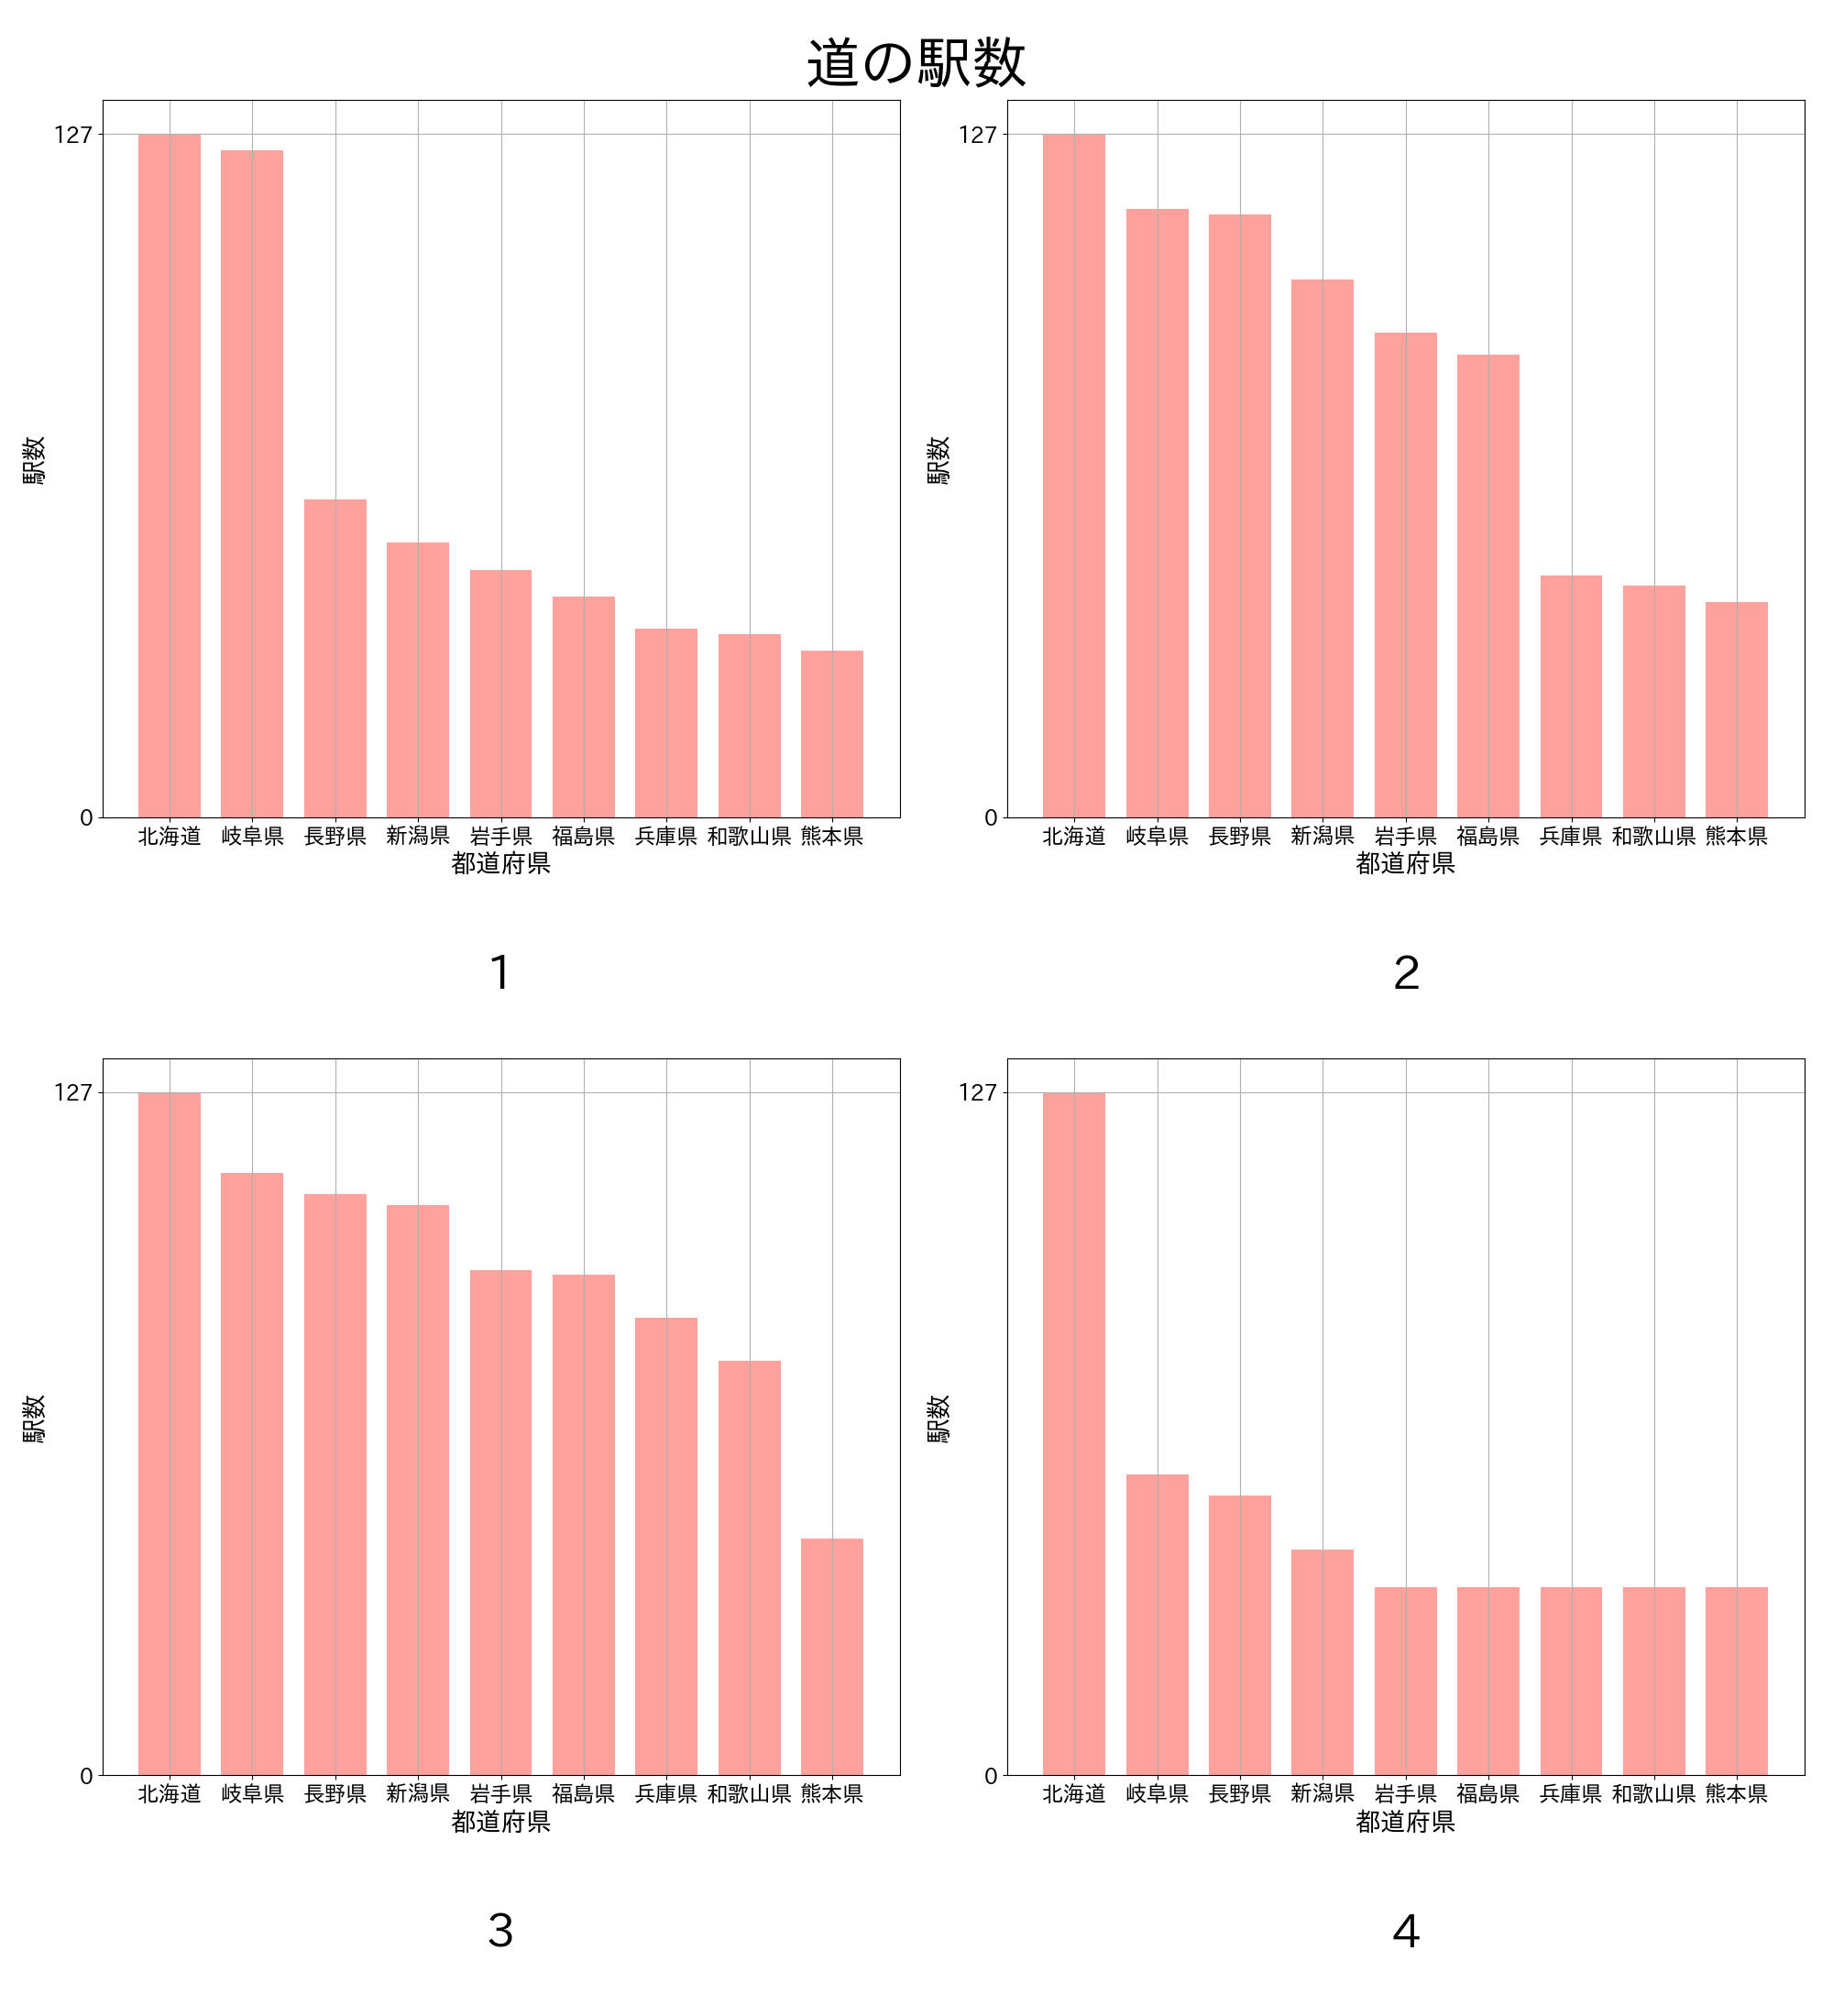 道の駅数
127
0
駅数
北海道 岐阜県 長野県 新潟県 岩手県 福島県 兵庫県 和歌山県 熊本県
都道府県
1
127
0
駅数
北海道 岐阜県 長野県 新潟県 岩手県 福島県 兵庫県 和歌山県 熊本県
都道府県
2
127
0
駅数
北海道 岐阜県 長野県 新潟県 岩手県 福島県 兵庫県 和歌山県 熊本県
都道府県
3
127
0
駅数
北海道 岐阜県 長野県 新潟県 岩手県 福島県 兵庫県 和歌山県 熊本県
都道府県
4